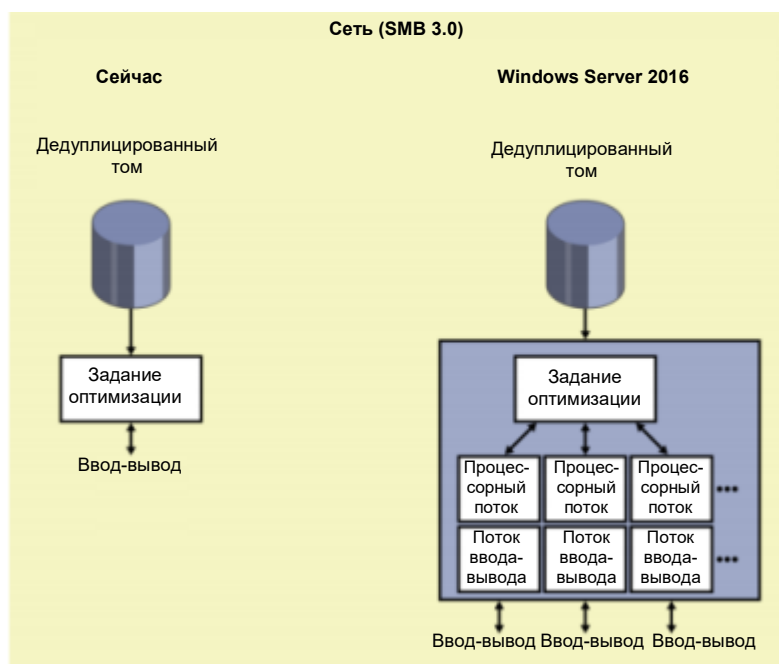 Сеть (SMB 3.0)
Сейчас
Windows Server 2016
Дедуплицированный
том
Дедуплицированный
том
Задание
оптимизации
Ввод-вывод
Задание
оптимизации
Процес-
сорный
поток
Процес-
сорный
поток
Процес-
сорный
поток
...
Поток
ввода-
вывода
Поток
ввода-
вывода
Поток
ввода-
вывода
...
Ввод-вывод
Ввод-вывод
Ввод-вывод